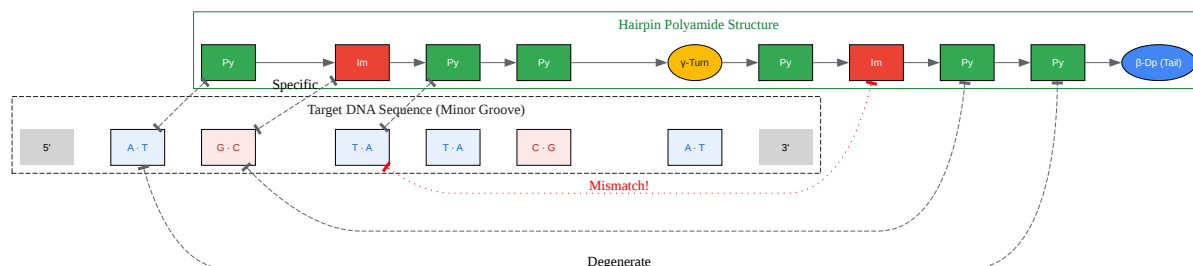 Hairpin Polyamide Structure
Py
Im
Py
Py
γ-Turn
Py
Im
Py
Py
β-Dp (Tail)
Specific
Target DNA Sequence (Minor Groove)
5'
A · T
G · C
T · A
T · A
C · G
A · T
3'
Mismatch!
Degenerate